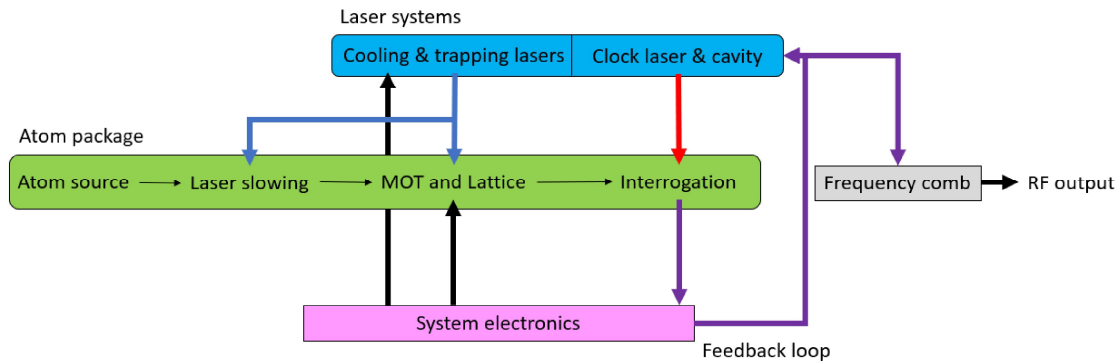 Laser systems
Cooling & trapping lasers
Clock laser & cavity
Atom package
Atom source
Laser slowing
MOT and Lattice
Interrogation
Frequency comb
RF output
System electronics
Feedback loop